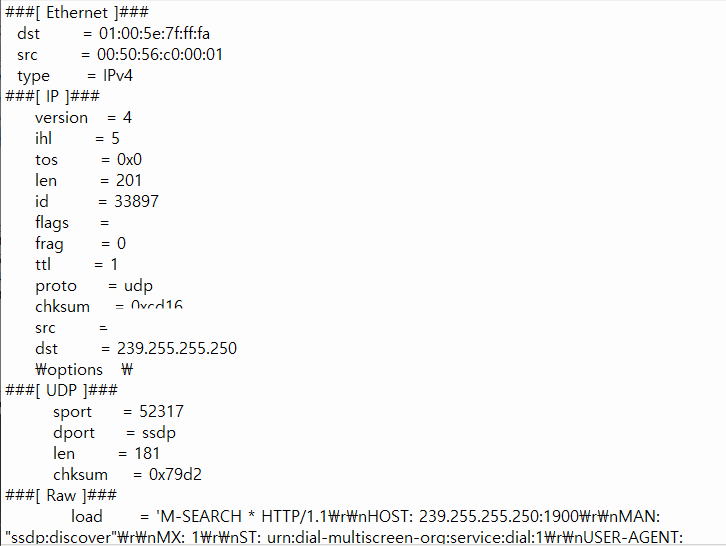 ###[ Ethernet ]###
dst = 01:00:5e:7f:ff:fa
src = 00:50:56:c0:00:01
type = IPv4
###[ IP ]###
version = 4
ihl = 5
tos = 0x0
len = 201
id = 33897
flags =
frag = 0
ttl = 1
proto = udp
chksum = 0xcd16
src =
dst = 239.255.255.250
₩options ₩
###[ UDP ]###
sport = 52317
dport = ssdp
len = 181
chksum = 0x79d2
###[ Raw ]###
load = 'M-SEARCH * HTTP/1.1₩r₩nHOST: 239.255.255.250:1900₩r₩nMAN:
"ssdp:discover"₩r₩nMX: 1₩r₩nST: urn:dial-multiscreen-org:service:dial:1₩r₩nUSER-AGENT: